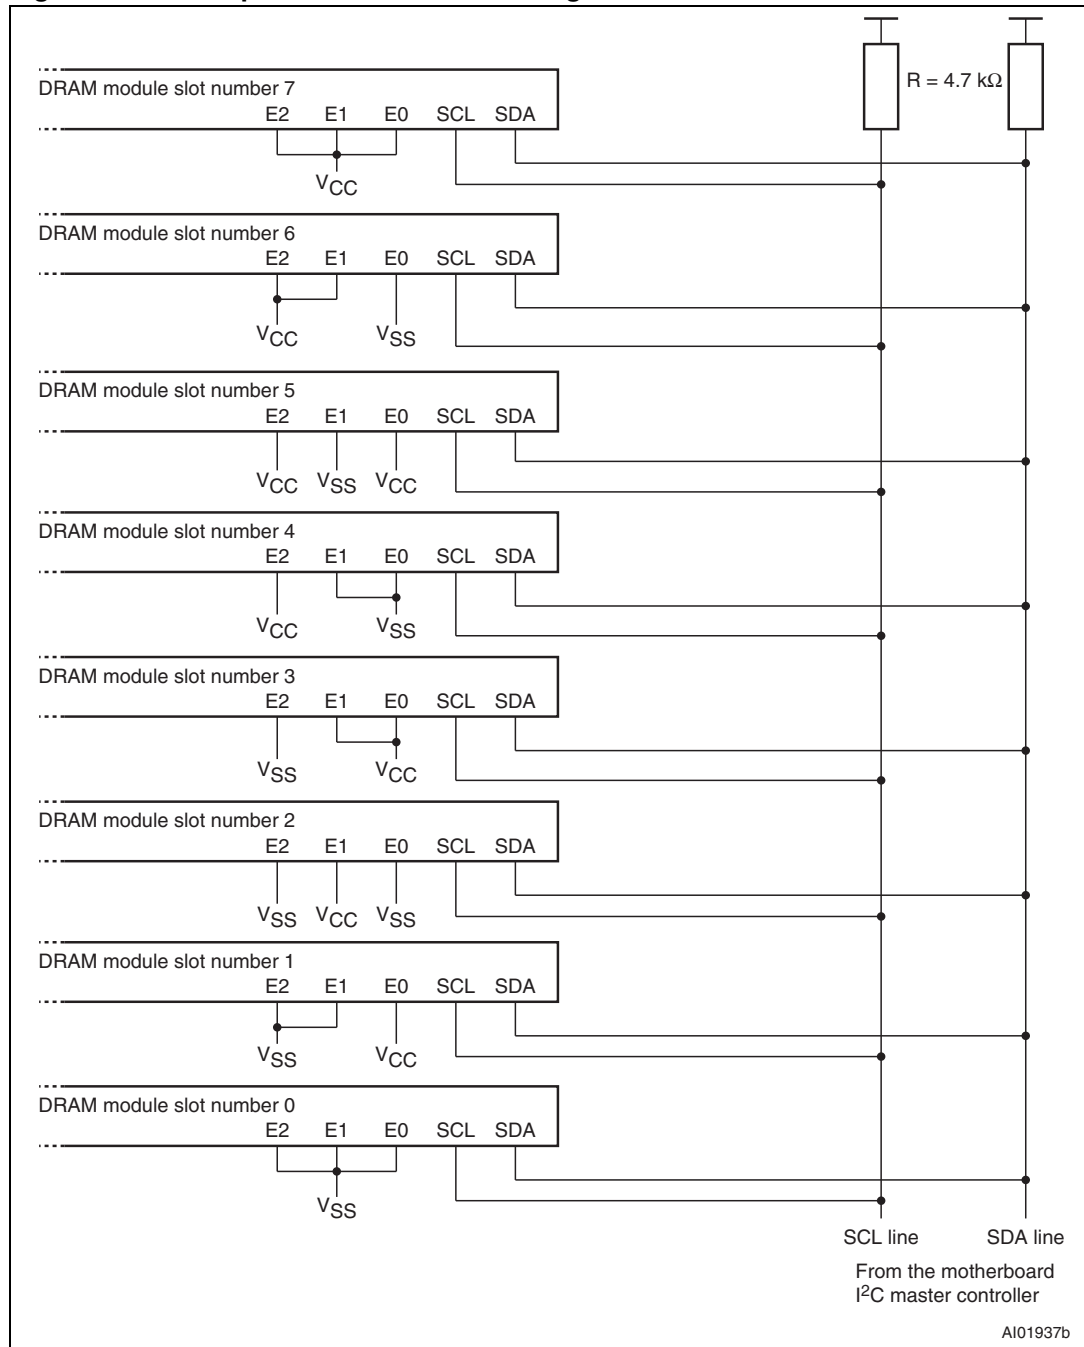 R = 4.7 kΩ
DRAM module slot number 7
E2 E1 E0 SCL SDA
VCC
DRAM module slot number 6
E2 E1 E0 SCL SDA
VCC VSS
DRAM module slot number 5
E2 E1 E0 SCL SDA
VCC VSS VCC
DRAM module slot number 4
E2 E1 E0 SCL SDA
VCC VSS
DRAM module slot number 3
E2 E1 E0 SCL SDA
VSS VCC
DRAM module slot number 2
E2 E1 E0 SCL SDA
VSS VCC VSS
DRAM module slot number 1
E2 E1 E0 SCL SDA
VSS VCC
DRAM module slot number 0
E2 E1 E0 SCL SDA
VSS
SCL line SDA line
From the motherboard
I2C master controller
AI01937b